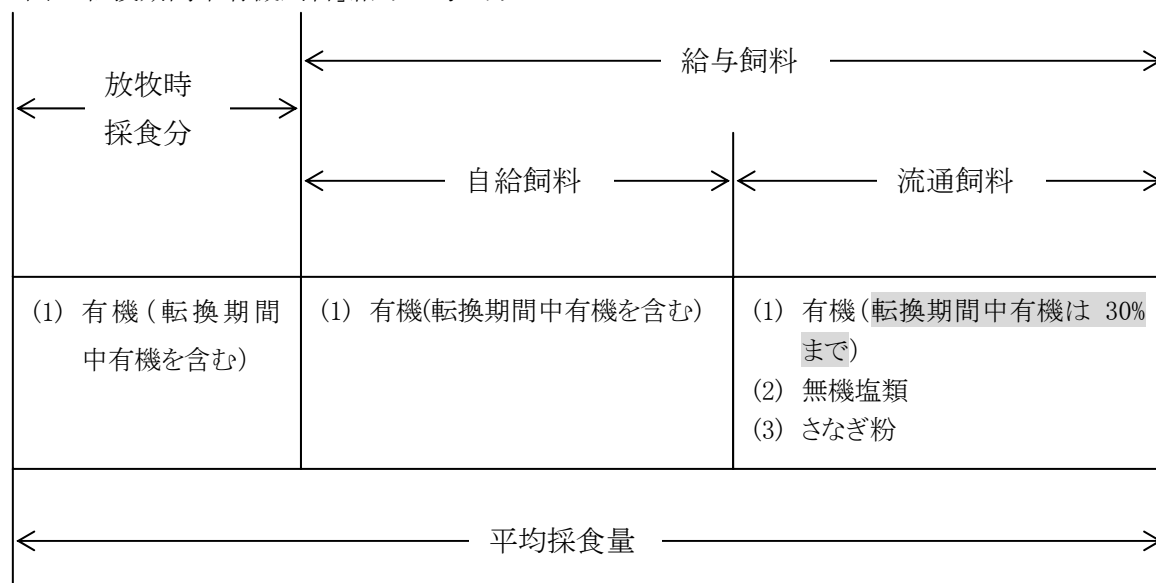 給与飼料
放牧時
採食分
自給飼料
流通飼料
(1) 有機(転換期間
中有機を含む)
(1) 有機(転換期間中有機を含む)
(1) 有機(転換期間中有機は 30%
まで)
(2) 無機塩類
(3) さなぎ粉
平均採食量